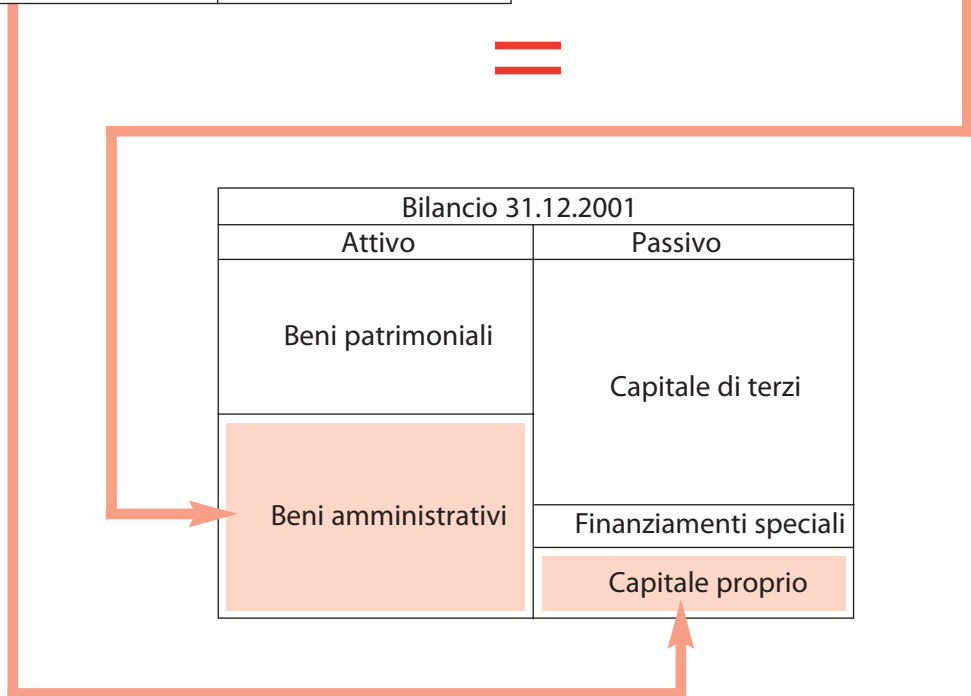 =
Bilancio 31.12.2001
Attivo
Passivo
Beni patrimoniali
Capitale di terzi
Beni amministrativi
Finanziamenti speciali
Capitale proprio